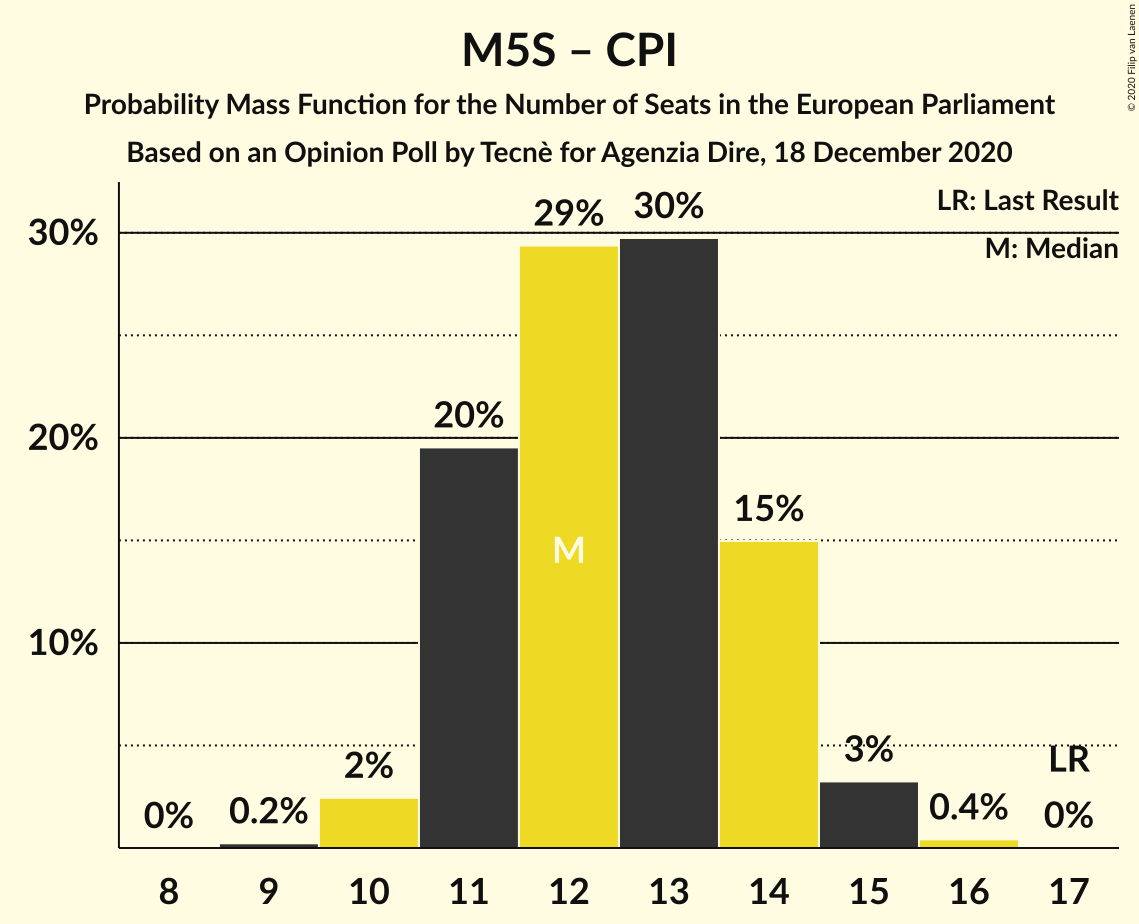 M5S – CPI
Probability Mass Function for the Number of Seats in the European Parliament
Based on an Opinion Poll by Tecnè for Agenzia Dire, 18 December 2020
© 2020 Filip van Laenen
LR: Last Result
M: Median
30%
20%
10%
0%
0.2%
2%
20%
29%
M
30%
15%
3%
0.4%
LR
0%
8 9 10 11 12 13 14 15 16 17